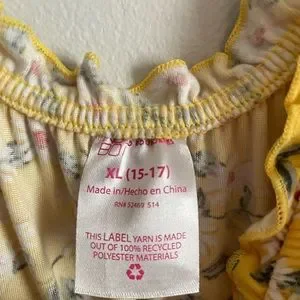 XL (15-17)
Made in/Hecho en China
RN# 52469 514
THIS LABEL YARN IS MADE
OUT OF 100% RECYCLED
POLYESTER MATERIALS